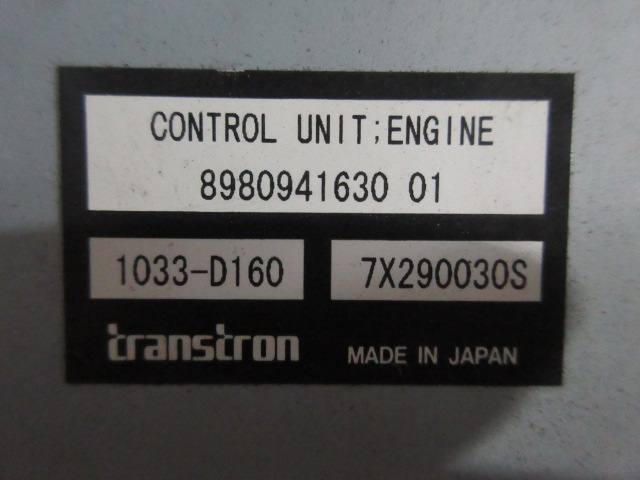 CONTROL UNIT;ENGINE
8980941630 01
1033-D160 7X290030S
transtron MADE IN JAPAN